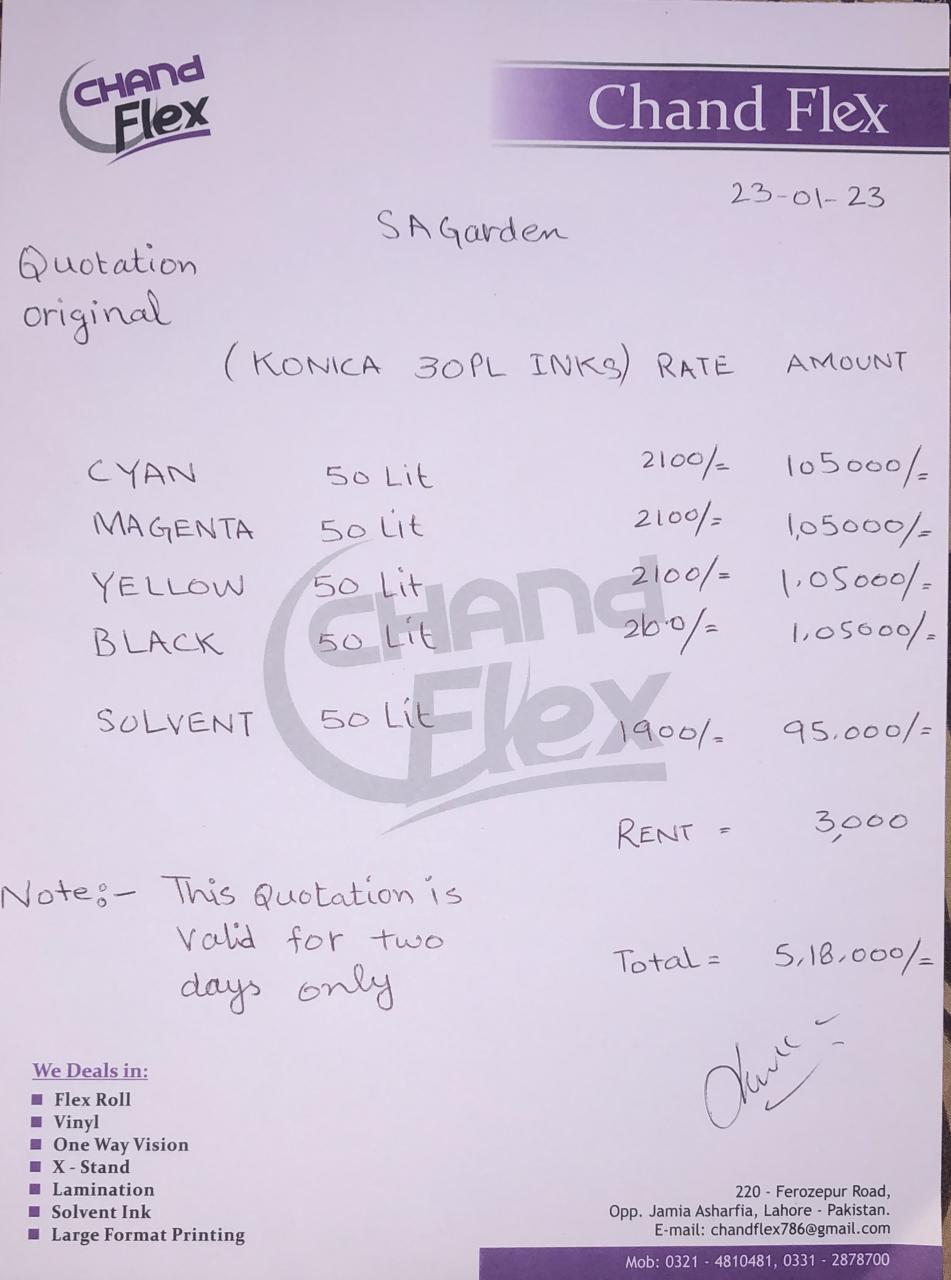 CHANd
Flex
Chand Flex
23-01-23
SAGarden
Quotation
original
(KONICA 30PL INKS) RATE AMOUNT
CYAN 50 Lit 2100/= 105000/=
MAGENTA 50 Lit 2100/= 1,05000/=
YELLOW 50 Lit 2100/= 1,05000/=
BLACK 50 Lit 1,05000/=
CHANd
Flex
SOLVENT 50 Lit 1900/= 95,000/=
RENT = 3,000
Note:- This Quotation is
valid for two
days only
Total = 5,18,000/=
We Deals in:
Flex Roll
Vinyl
One Way Vision
X - Stand
Lamination
Solvent Ink
Large Format Printing
220 - Ferozepur Road,
Opp. Jamia Asharfia, Lahore - Pakistan.
E-mail: chandflex786@gmail.com
Mob: 0321 - 4810481, 0331 - 2878700